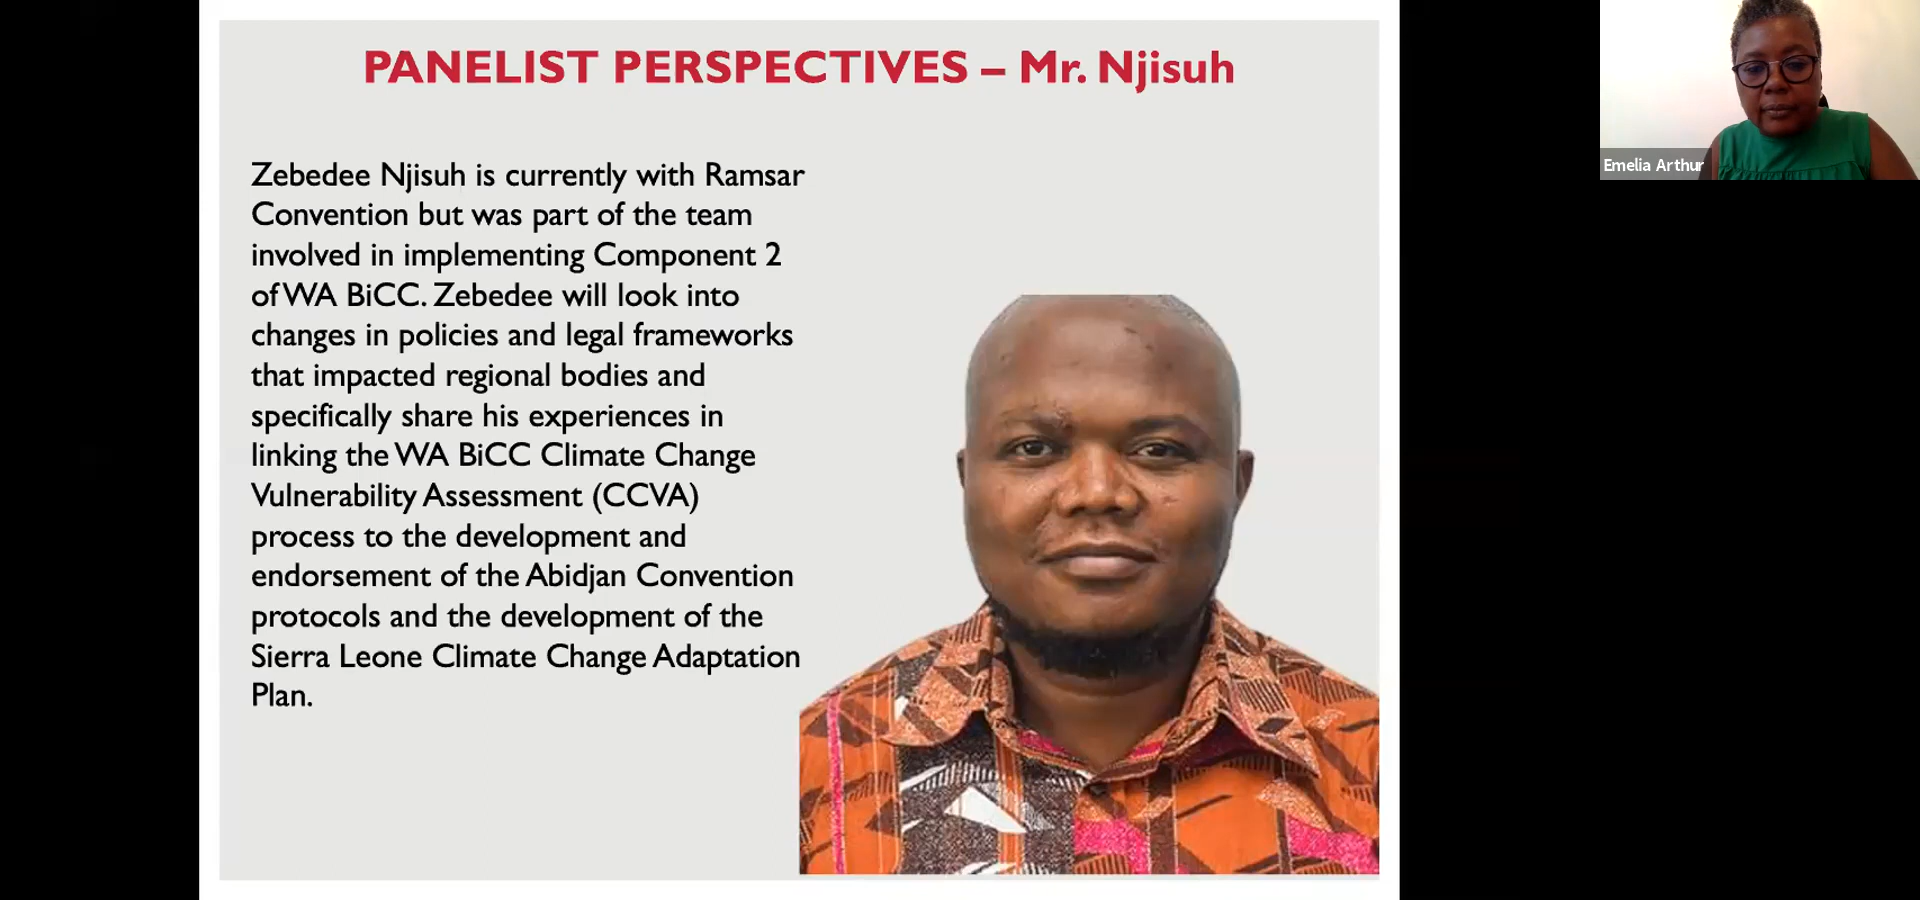 PANELIST PERSPECTIVES – Mr. Njisuh
Zebedee Njisuh is currently with Ramsar
Convention but was part of the team
involved in implementing Component 2
of WA BiCC. Zebedee will look into
changes in policies and legal frameworks
that impacted regional bodies and
specifically share his experiences in
linking the WA BiCC Climate Change
Vulnerability Assessment (CCVA)
process to the development and
endorsement of the Abidjan Convention
protocols and the development of the
Sierra Leone Climate Change Adaptation
Plan.
Emelia Arthur